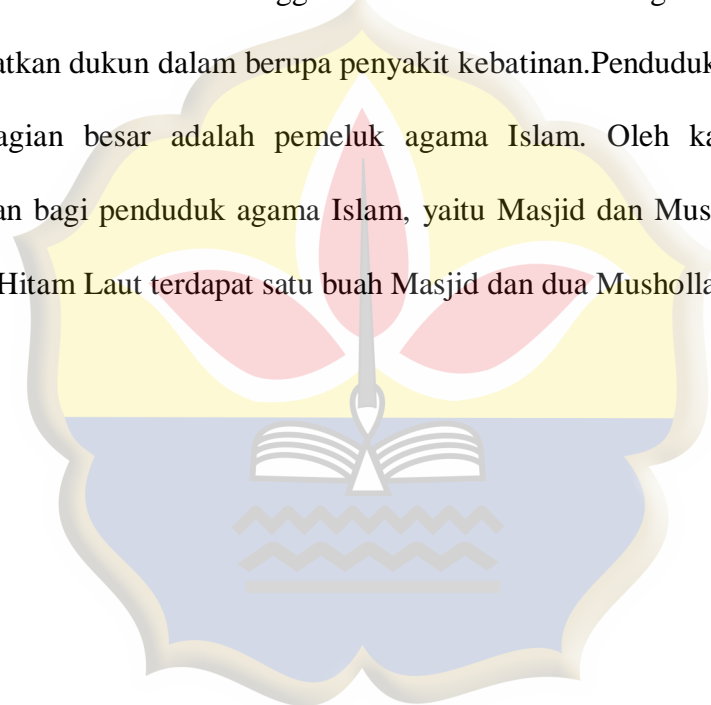 atkan dukun dalam berupa penyakit kebatinan.Penduduk
agian besar adalah pemeluk agama Islam. Oleh ka
an bagi penduduk agama Islam, yaitu Masjid dan Mus
Hitam Laut terdapat satu buah Masjid dan dua Musholla